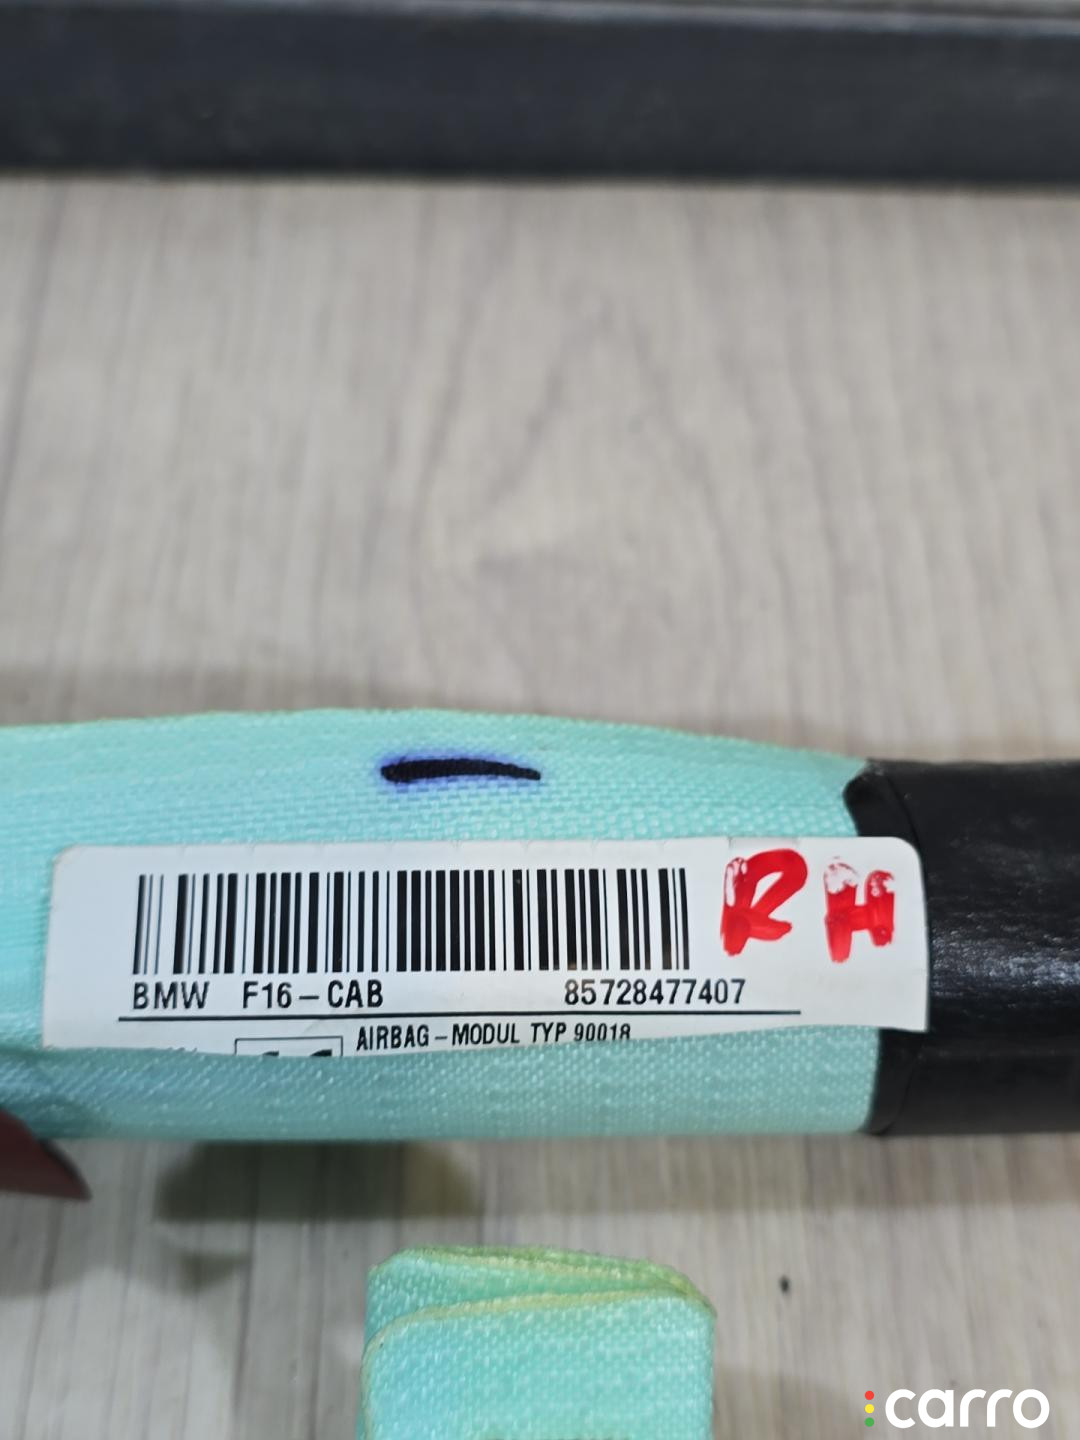 RH
BMW F16-CAB 85728477407
AIRBAG-MODUL TYP 90018
carro